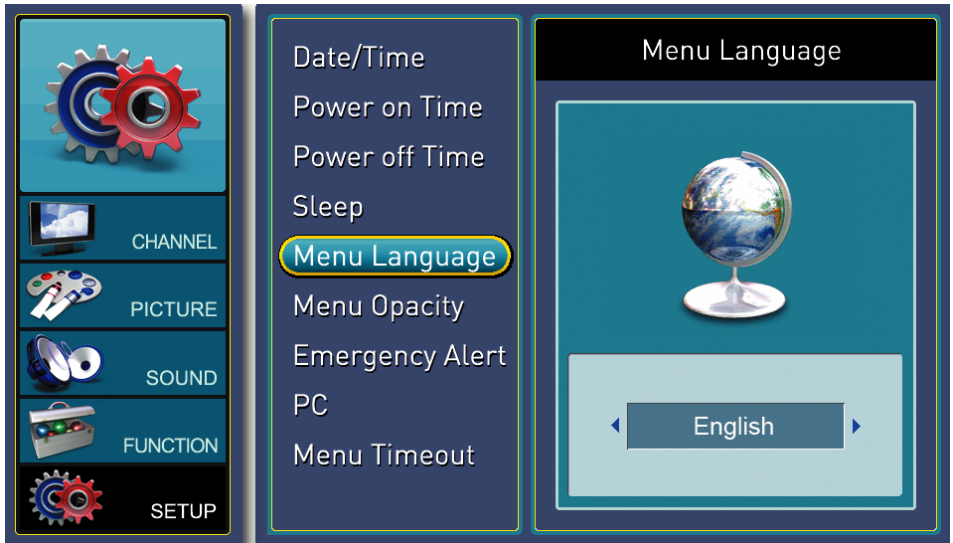 CHANNEL
PICTURE
SOUND
FUNCTION
SETUP
Date/Time
Power on Time
Power off Time
Sleep
Menu Language
Menu Opacity
Emergency Alert
PC
Menu Timeout
Menu Language
English